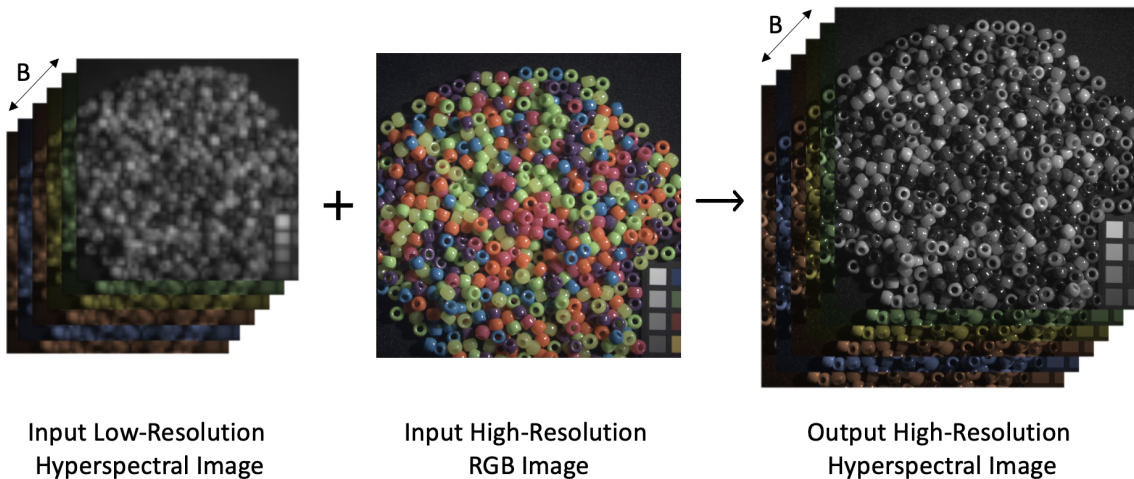 B
B
+
Input Low-Resolution
Hyperspectral Image
Input High-Resolution
RGB Image
Output High-Resolution
Hyperspectral Image